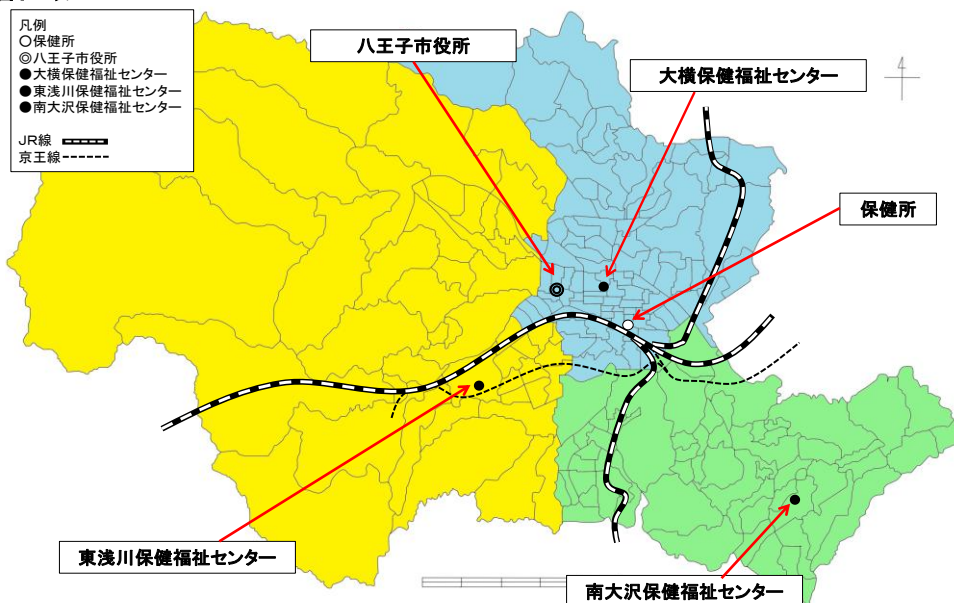 凡例
○保健所
◎八王子市役所
●大横保健福祉センター
●東浅川保健福祉センター
●南大沢保健福祉センター
JR線
京王線
八王子市役所
大横保健福祉センター
4
保健所
東浅川保健福祉センター
南大沢保健福祉センター